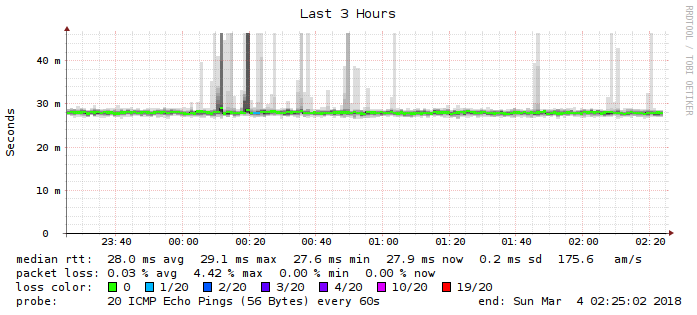 Last 3 Hours
RRDTOOL / TOBI OETIKER
Seconds
40 m
30 m
20 m
10 m
0
23:40 00:00 00:20 00:40 01:00 01:20 01:40 02:00 02:20
median rtt: 28.0 ms avg 29.1 ms max 27.6 ms min 27.9 ms now 0.2 ms sd 175.6 am/s
packet loss: 0.03 % avg 4.42 % max 0.00 % min 0.00 % now
loss color: 0 1/20 2/20 3/20 4/20 10/20 19/20
probe: 20 ICMP Echo Pings (56 Bytes) every 60s end: Sun Mar 4 02:25:02 2018